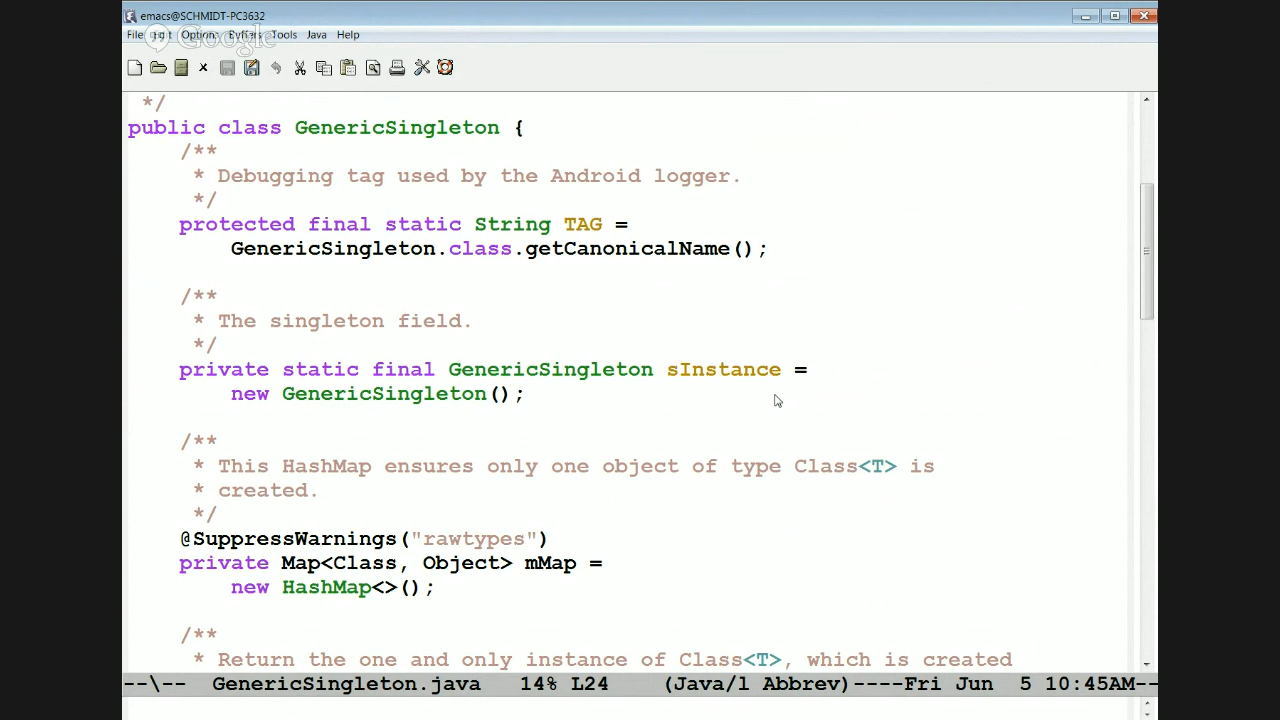 emacs@SCHMIDT-PC3632
File Edit Options Buffers Tools Java Help
Google
*/
public class GenericSingleton {
/**
* Debugging tag used by the Android logger.
*/
protected final static String TAG =
GenericSingleton.class.getCanonicalName();
/**
* The singleton field.
*/
private static final GenericSingleton sInstance =
new GenericSingleton();
/**
* This HashMap ensures only one object of type Class<T> is
* created.
*/
@SuppressWarnings("rawtypes")
private Map<Class, Object> mMap =
new HashMap<>();
/**
* Return the one and only instance of Class<T>, which is created
--\-- GenericSingleton.java 14% L24 (Java/l Abbrev)----Fri Jun 5 10:45AM--